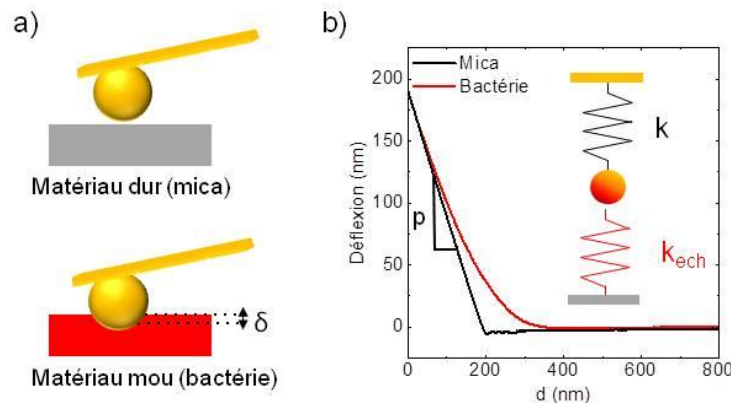 a)
Matériau dur (mica)
δ
Matériau mou (bactérie)
b)
Mica
Bactérie
200
150
100
50
0
Déflexion (nm)
p
k
k_ech
0 200 400 600 800
d (nm)